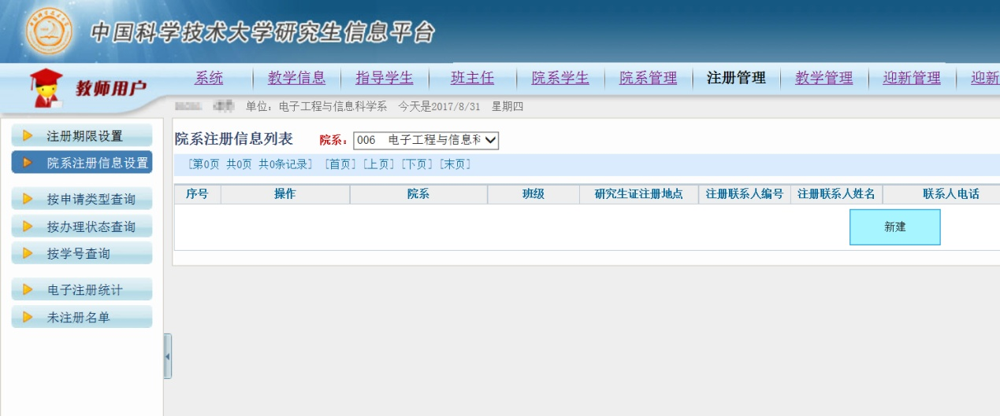 中国科学技术大学研究生信息平台
教师用户
系统 教学信息 指导学生 班主任 院系学生 院系管理 注册管理 教学管理 迎新管理 迎新
单位：电子工程与信息科学系 今天是2017/8/31 星期四
注册期限设置
院系注册信息设置
按申请类型查询
按办理状态查询
按学号查询
电子注册统计
未注册名单
院系注册信息列表 院系： 006 电子工程与信息科
[第0页 共0页 共0条记录] [首页] [上页] [下页] [末页]
序号 操作 院系 班级 研究生证注册地点 注册联系人编号 注册联系人姓名 联系人电话
新建